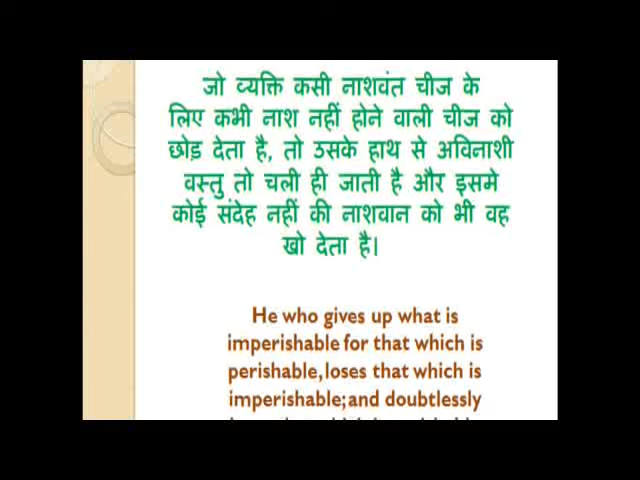 जो व्यक्ति कसी नाशवंत चीज के
लिए कभी नाश नहीं होने वाली चीज को
छोड़ देता है, तो उसके हाथ से अविनाशी
वस्तु तो चली ही जाती है और इसमे
कोई संदेह नहीं की नाशवान को भी वह
खो देता है।
He who gives up what is
imperishable for that which is
perishable,loses that which is
imperishable;and doubtlessly